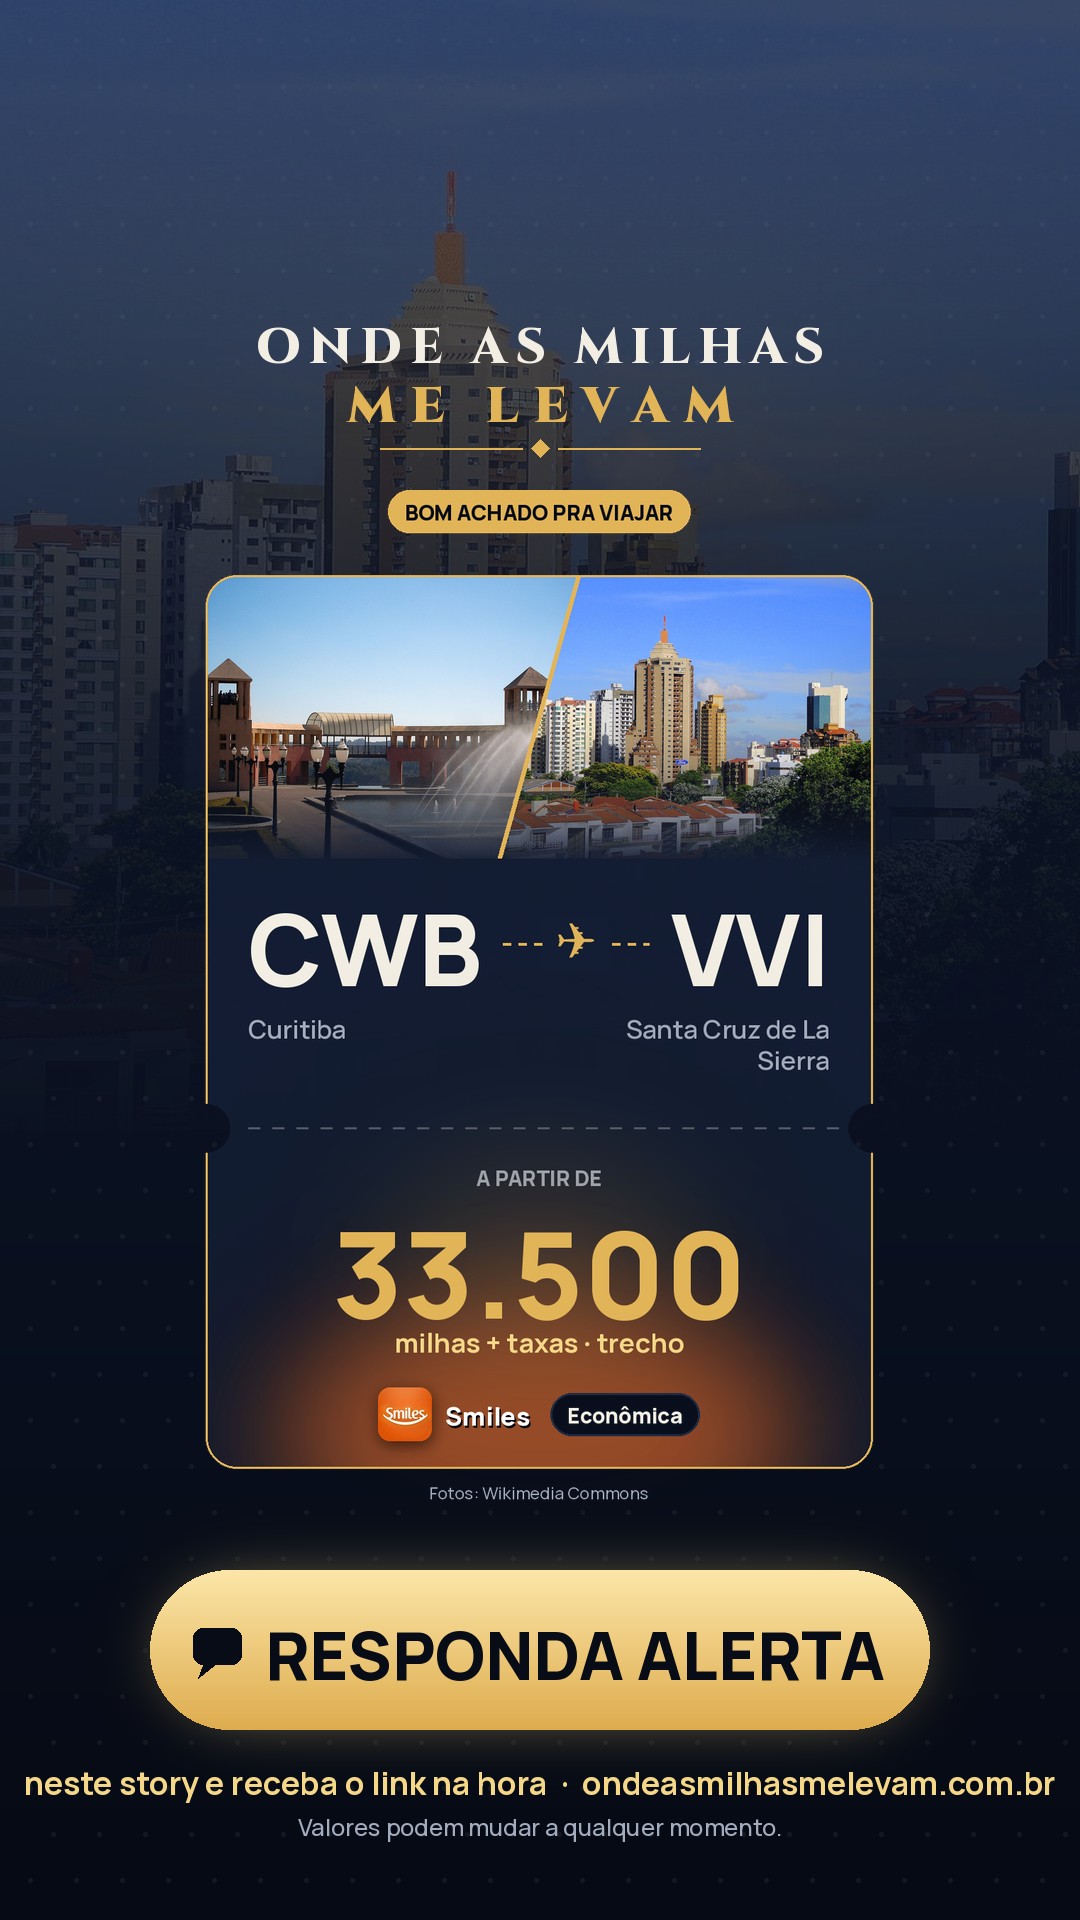 ONDE AS MILHAS
ME LEVAM
BOM ACHADO PRA VIAJAR
CWB ✈ VVI
Curitiba
Santa Cruz de La
Sierra
A PARTIR DE
33.500
milhas + taxas · trecho
Smiles Smiles Econômica
Fotos: Wikimedia Commons
RESPONDA ALERTA
neste story e receba o link na hora · ondeasmilhasmelevam.com.br
Valores podem mudar a qualquer momento.